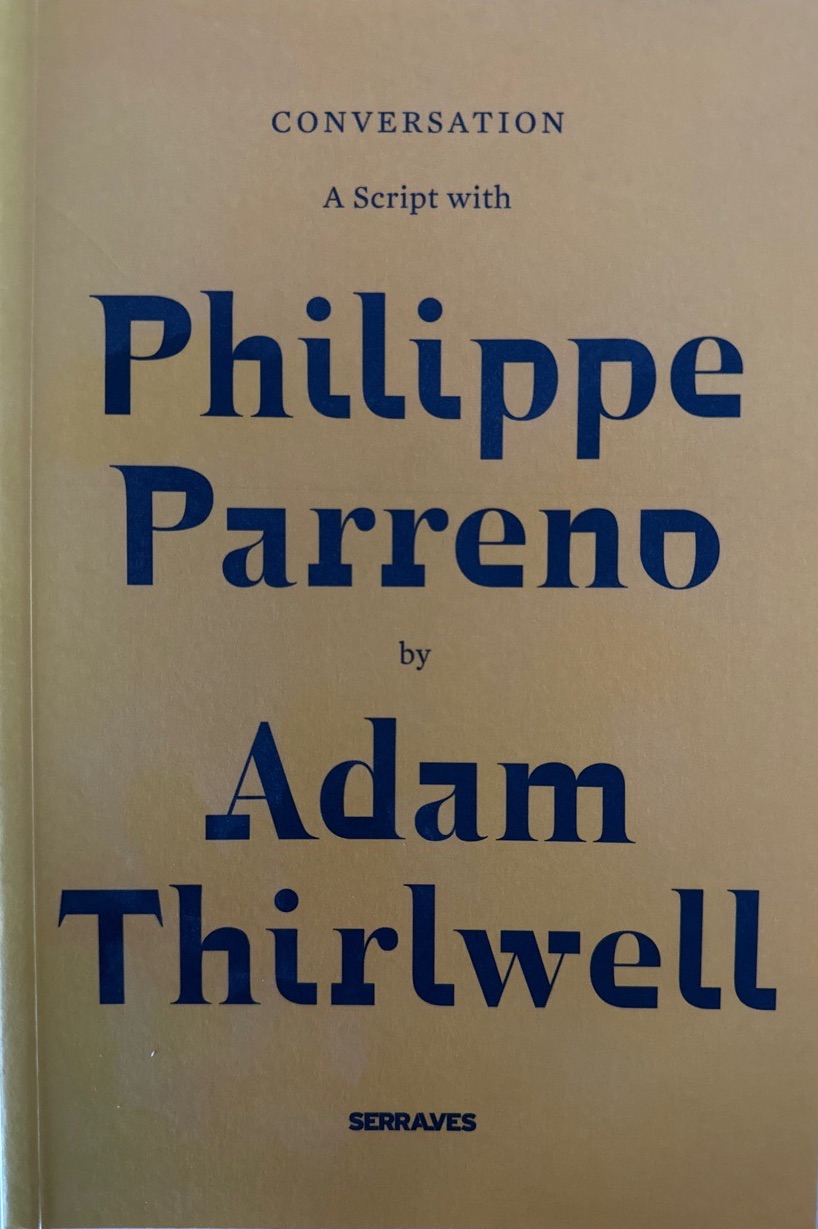 CONVERSATION
A Script with
Philippe
Parreno
by
Adam
Thirlwell
SERRALVES